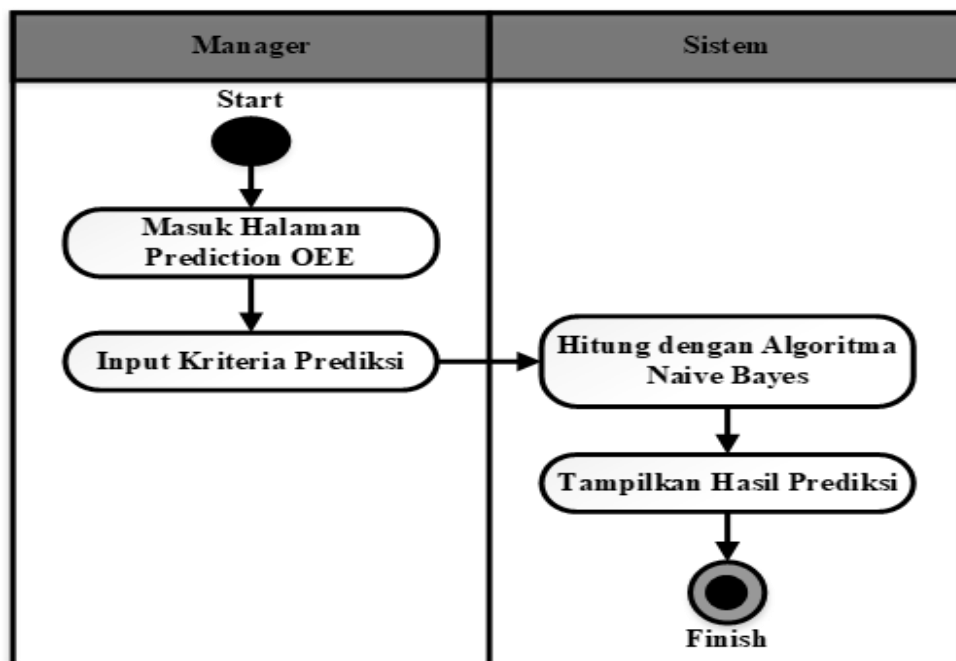 Manager
Sistem
Start
Masuk Halaman
Prediction OEE
Input Kriteria Prediksi
Hitung dengan Algoritma
Naive Bayes
Tampilkan Hasil Prediksi
Finish